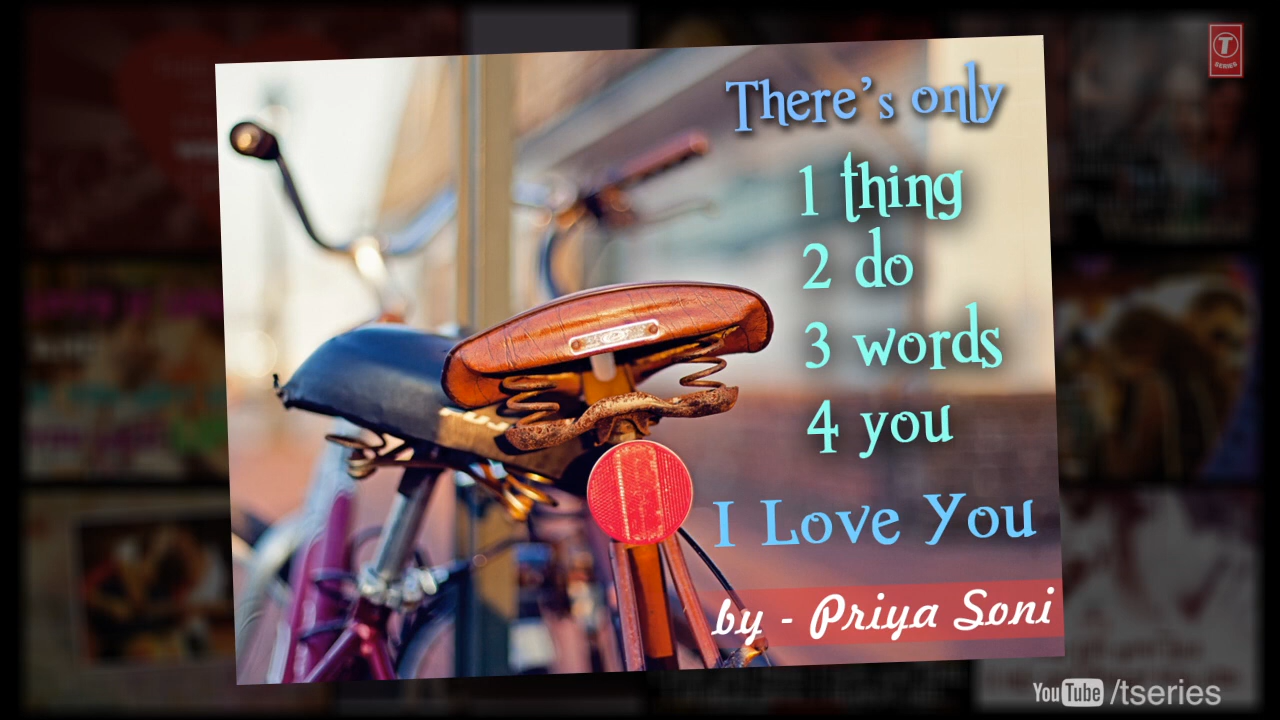 T
SERIES
There's only
1 thing
2 do
3 words
4 you
I Love You
by - Priya Soni
YouTube /tseries